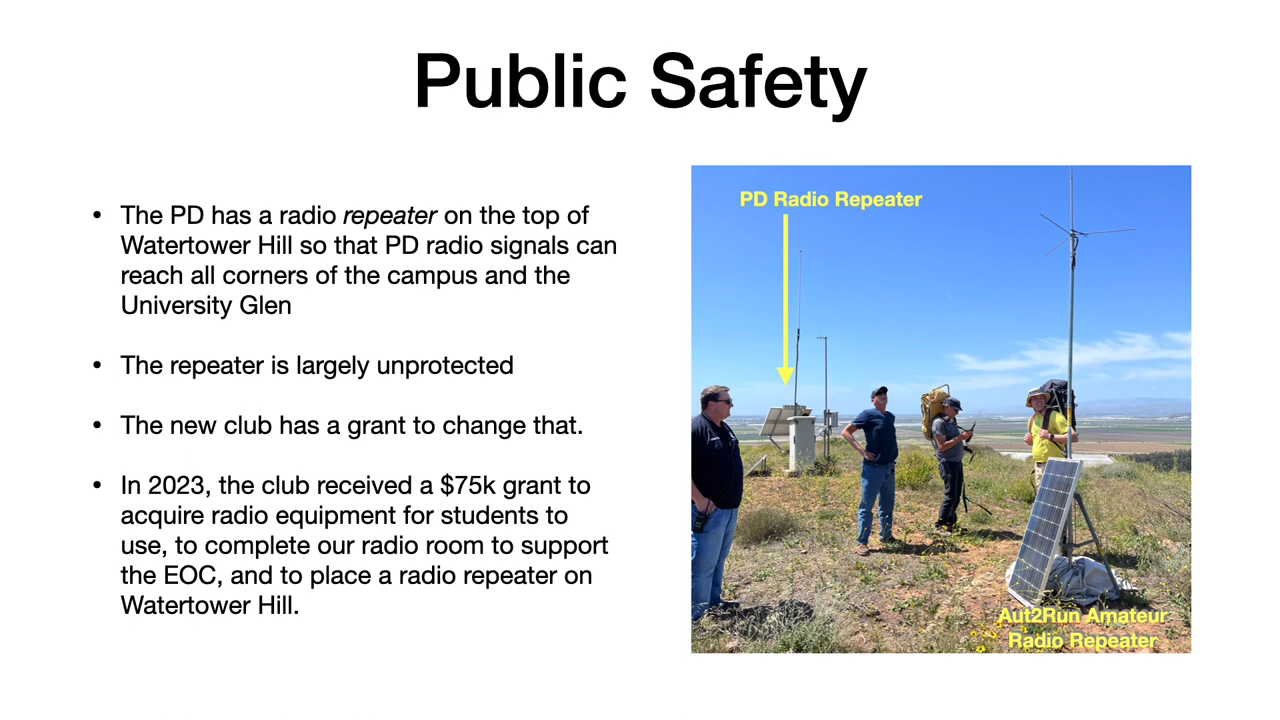 Public Safety
• The PD has a radio repeater on the top of
Watertower Hill so that PD radio signals can
reach all corners of the campus and the
University Glen
• The repeater is largely unprotected
• The new club has a grant to change that.
• In 2023, the club received a $75k grant to
acquire radio equipment for students to
use, to complete our radio room to support
the EOC, and to place a radio repeater on
Watertower Hill.
PD Radio Repeater
Aut2Run Amateur
Radio Repeater